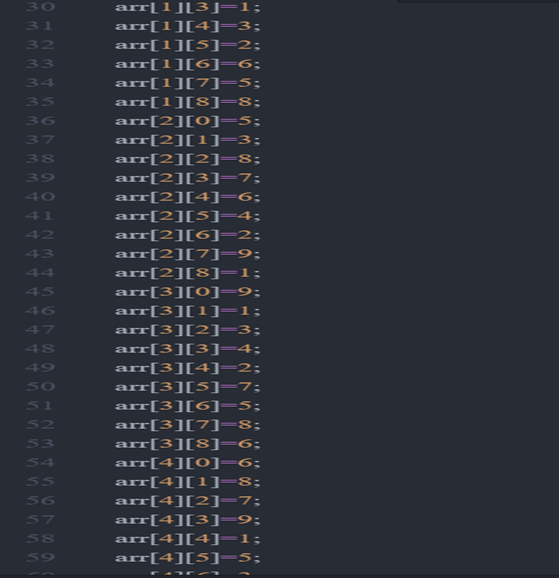 30 arr[1][3]=1;
31 arr[1][4]=3;
32 arr[1][5]=2;
33 arr[1][6]=6;
34 arr[1][7]=5;
35 arr[1][8]=8;
36 arr[2][0]=5;
37 arr[2][1]=3;
38 arr[2][2]=8;
39 arr[2][3]=7;
40 arr[2][4]=6;
41 arr[2][5]=4;
42 arr[2][6]=2;
43 arr[2][7]=9;
44 arr[2][8]=1;
45 arr[3][0]=9;
46 arr[3][1]=1;
47 arr[3][2]=3;
48 arr[3][3]=4;
49 arr[3][4]=2;
50 arr[3][5]=7;
51 arr[3][6]=5;
52 arr[3][7]=8;
53 arr[3][8]=6;
54 arr[4][0]=6;
55 arr[4][1]=8;
56 arr[4][2]=7;
57 arr[4][3]=9;
58 arr[4][4]=1;
59 arr[4][5]=5;